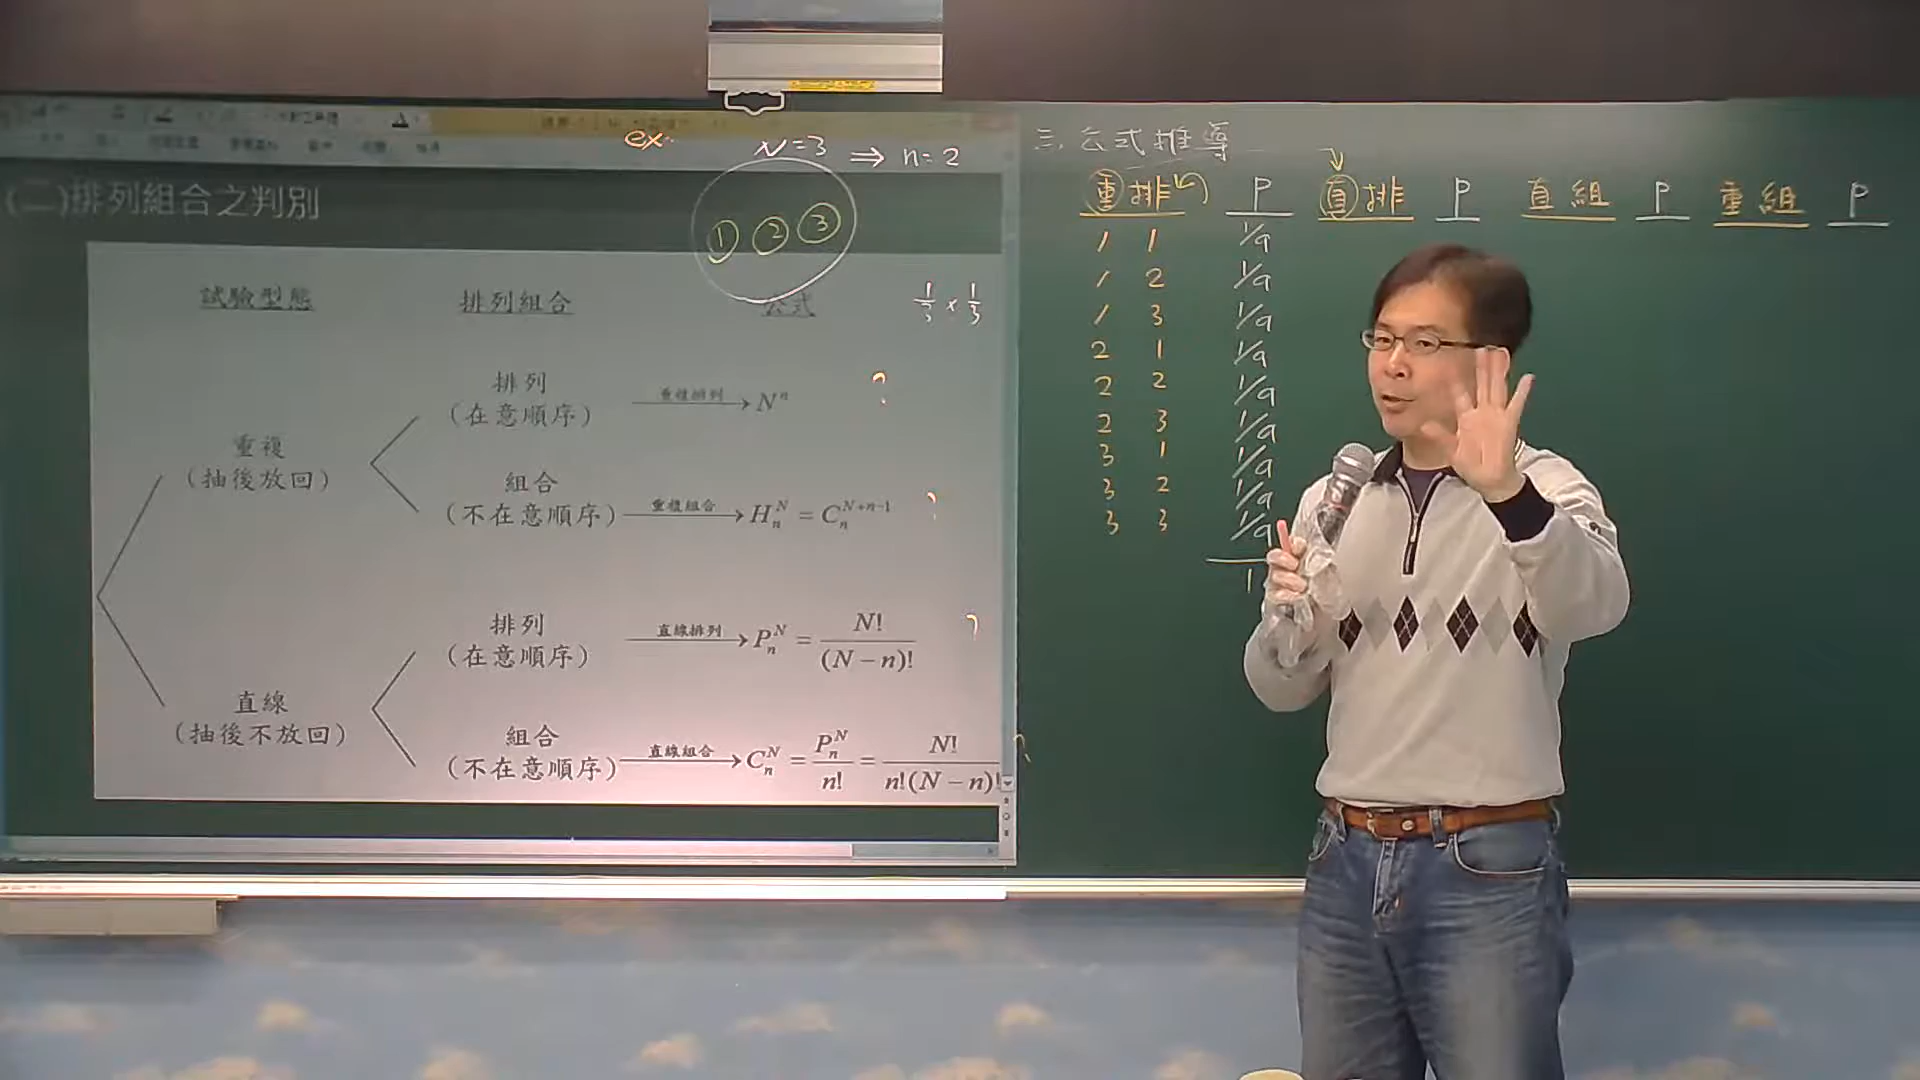 (二)排列組合之判別
ex.
N=3 ⇒ n=2
① ② ③
1/3 × 1/3
試驗型態 排列組合 公式
重複
(抽後放回)
排列
(在意順序)
重複排列
N^n
?
組合
(不在意順序)
重複組合
H_n^N = C_n^{N+n-1}
?
直線
(抽後不放回)
排列
(在意順序)
直線排列
P_n^N = N!/(N-n)!
?
組合
(不在意順序)
直線組合
C_n^N = P_n^N/n! = N!/n!(N-n)!
?
三、公式推導
重排 P 直排 P 直組 P 重組 P
1 1 1/9
1 2 1/9
1 3 1/9
2 1 1/9
2 2 1/9
2 3 1/9
3 1 1/9
3 2 1/9
3 3 1/9
1